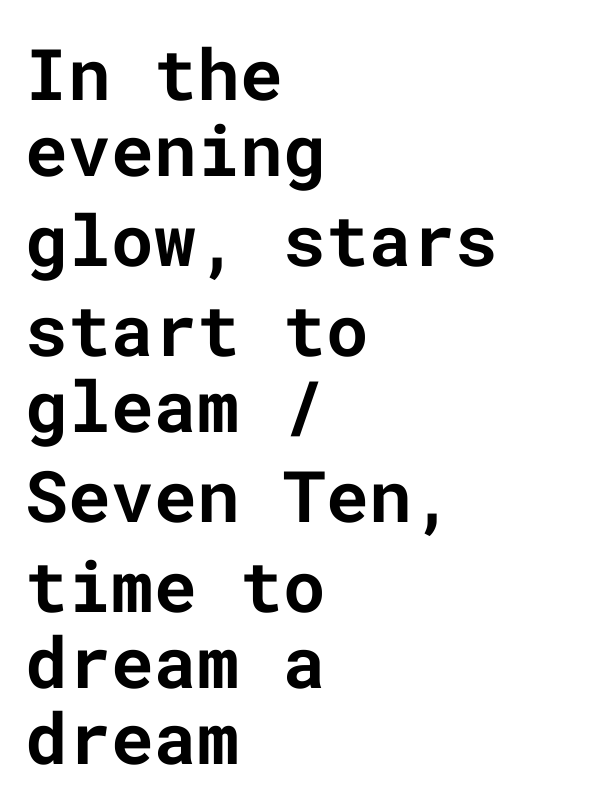 In the
evening
glow, stars
start to
gleam /
Seven Ten,
time to
dream a
dream